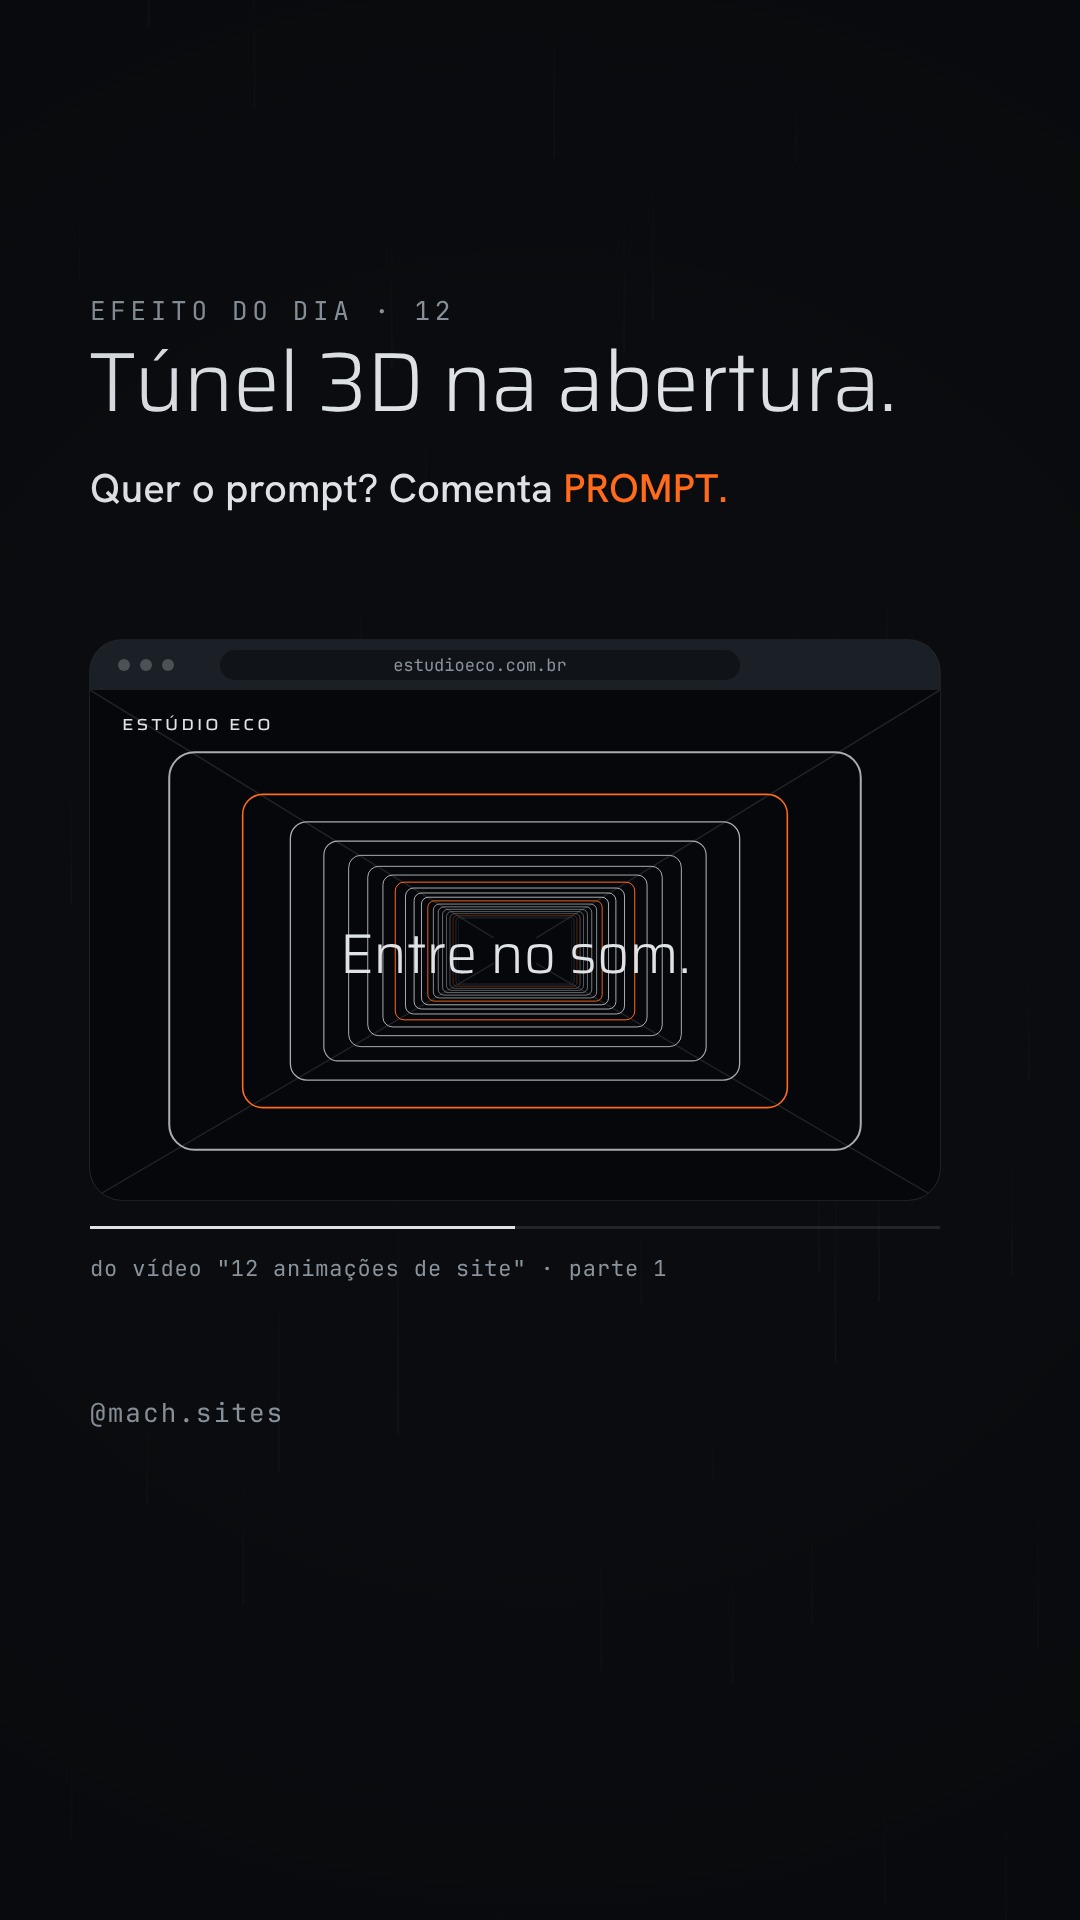 EFEITO DO DIA · 12
Túnel 3D na abertura.
Quer o prompt? Comenta PROMPT.
estudioeco.com.br
ESTÚDIO ECO
Entre no som.
do vídeo "12 animações de site" · parte 1
@mach.sites